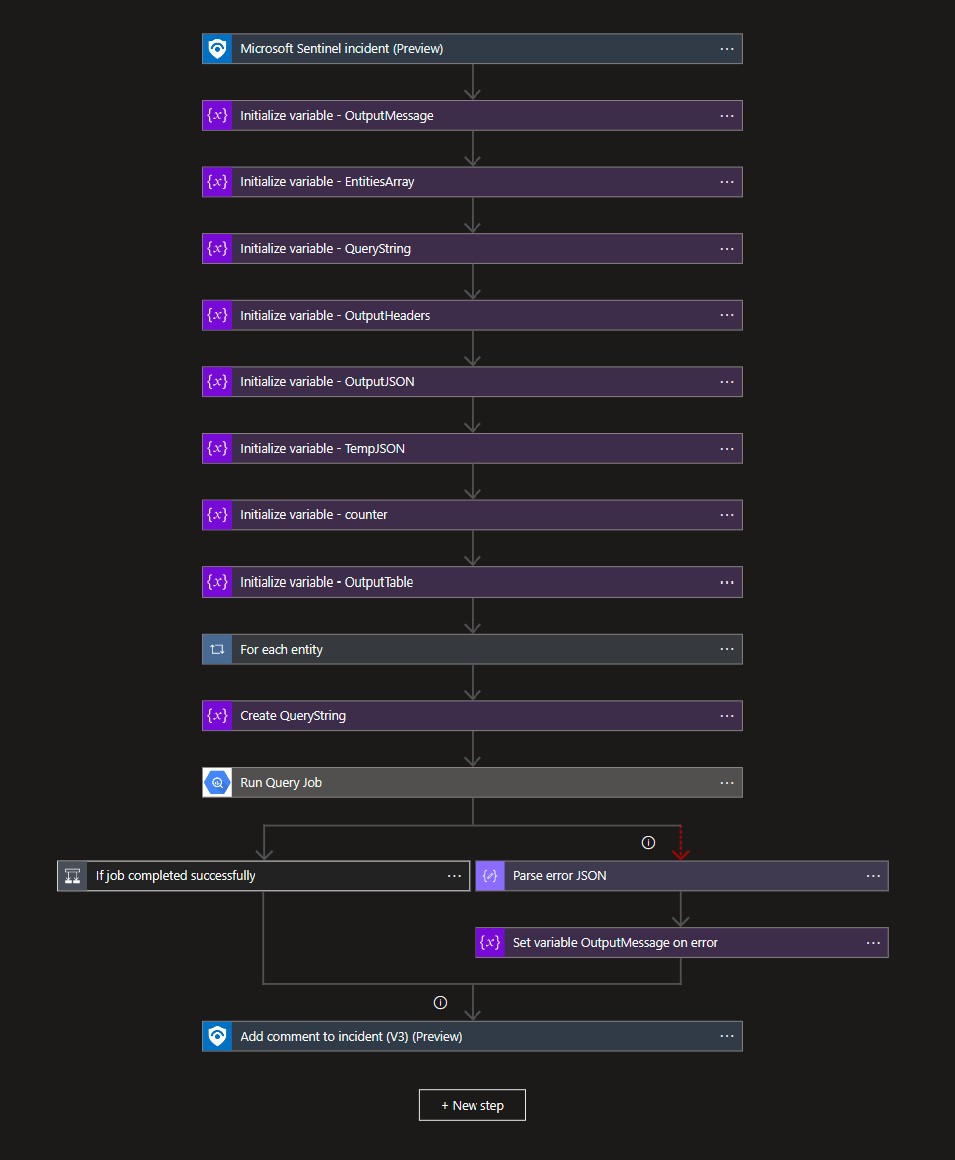 Microsoft Sentinel incident (Preview)
{x} Initialize variable - OutputMessage
{x} Initialize variable - EntitiesArray
{x} Initialize variable - QueryString
{x} Initialize variable - OutputHeaders
{x} Initialize variable - OutputJSON
{x} Initialize variable - TempJSON
{x} Initialize variable - counter
{x} Initialize variable - OutputTable
For each entity
{x} Create QueryString
Run Query Job
If job completed successfully
Parse error JSON
{x} Set variable OutputMessage on error
Add comment to incident (V3) (Preview)
+ New step